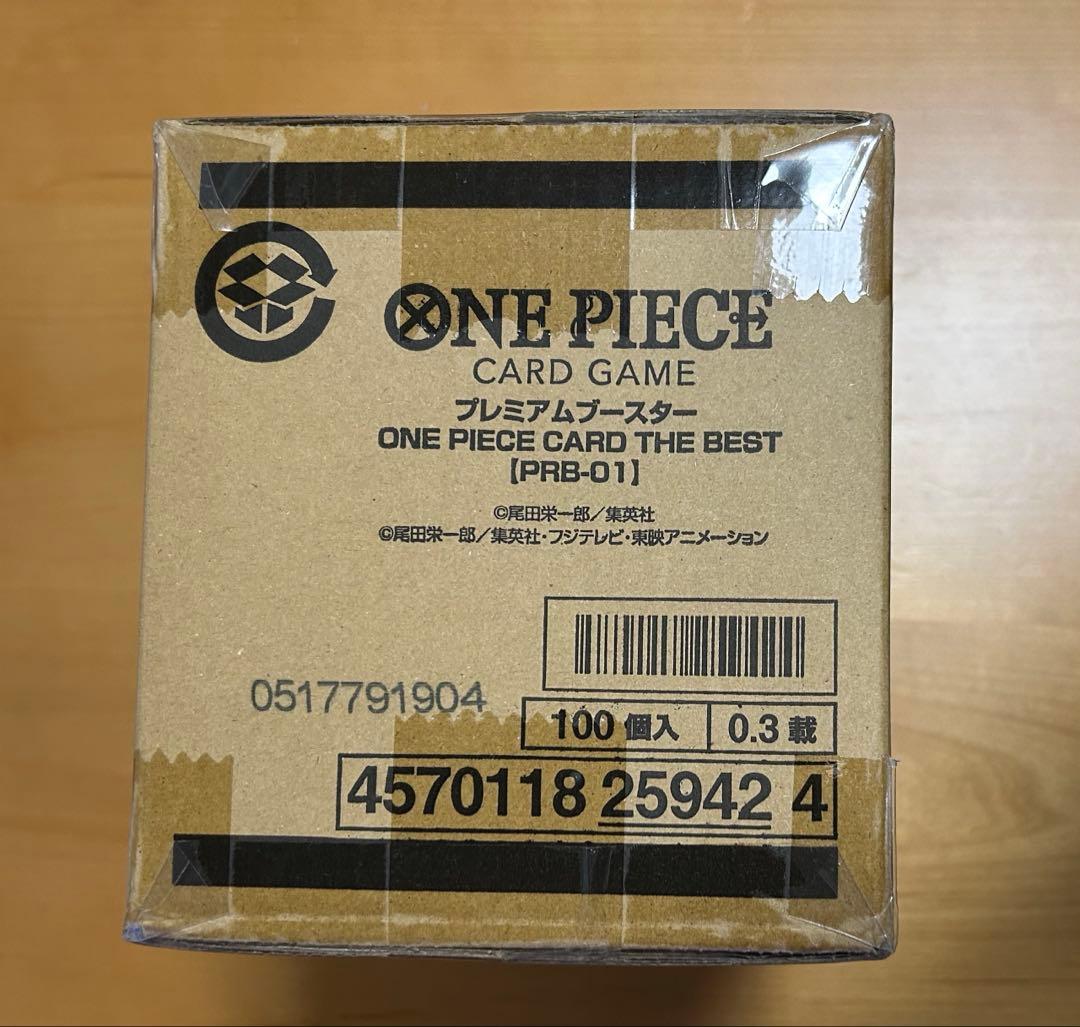 ONE PIECE
CARD GAME
プレミアムブースター
ONE PIECE CARD THE BEST
【PRB-01】
©尾田栄一郎／集英社
©尾田栄一郎／集英社・フジテレビ・東映アニメーション
0517791904
100 個入 0.3 載
4570118 25942 4